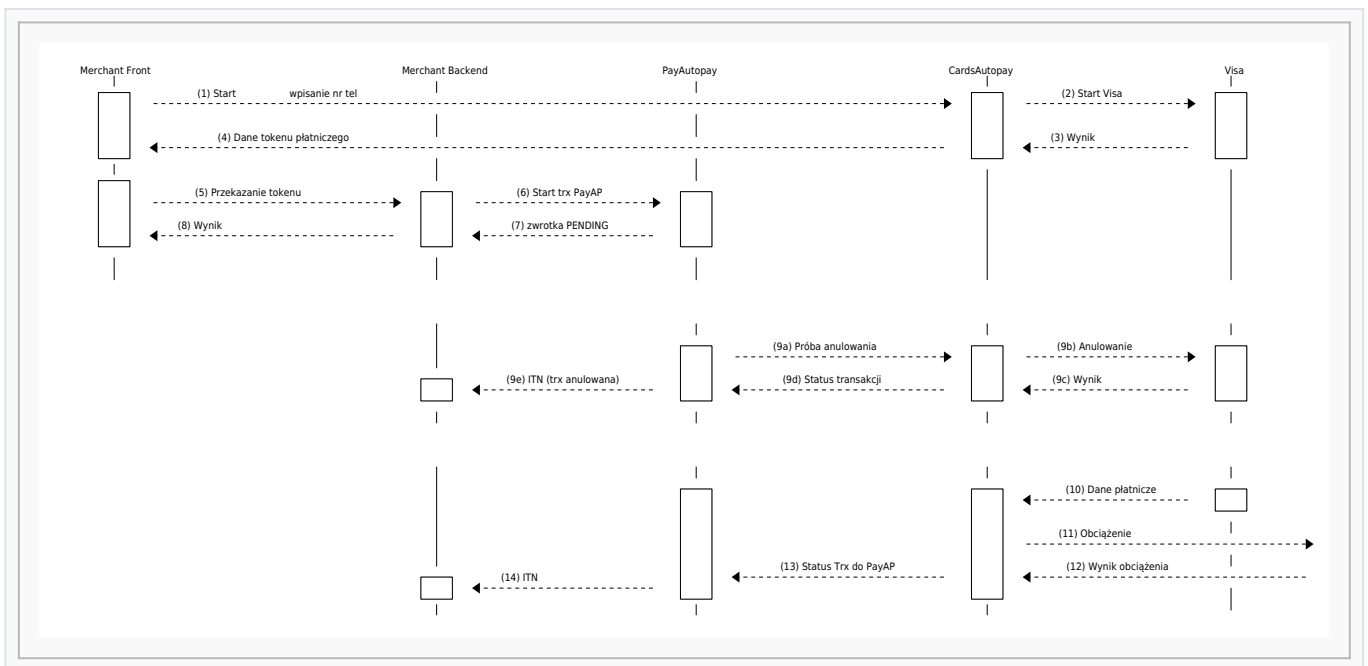 Merchant Front Merchant Backend PayAutopay CardsAutopay Visa
(1) Start wpisanie nr tel (2) Start Visa
(4) Dane tokenu płatniczego (3) Wynik
(5) Przekazanie tokenu (6) Start trx PayAP
(8) Wynik (7) zwrotka PENDING
(9a) Próba anulowania (9b) Anulowanie
(9e) ITN (trx anulowana) (9d) Status transakcji (9c) Wynik
(10) Dane płatnicze
(11) Obciążenie
(13) Status Trx do PayAP (12) Wynik obciążenia
(14) ITN